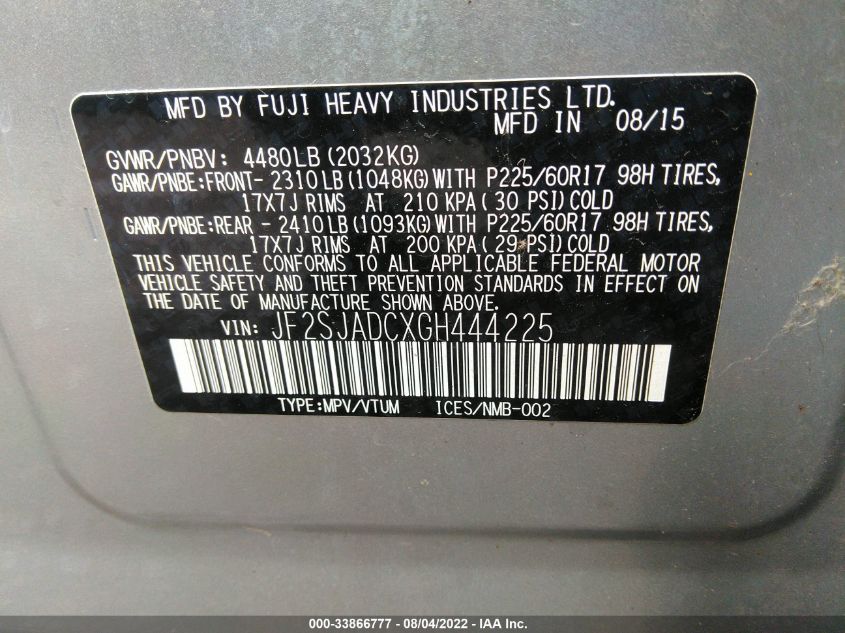 MFD BY FUJI HEAVY INDUSTRIES LTD.
MFD IN 08/15
GVWR/PNBV: 4480LB (2032KG)
GAWR/PNBE:FRONT- 2310LB (1048KG) WITH P225/60R17 98H TIRES,
17X7J RIMS AT 210 KPA ( 30 PSI) COLD
GAWR/PNBE:REAR - 2410LB (1093KG) WITH P225/60R17 98H TIRES,
17X7J RIMS AT 200 KPA ( 29 PSI) COLD
THIS VEHICLE CONFORMS TO ALL APPLICABLE FEDERAL MOTOR
VEHICLE SAFETY AND THEFT PREVENTION STANDARDS IN EFFECT ON
THE DATE OF MANUFACTURE SHOWN ABOVE.
VIN: JF2SJADCXGH444225
TYPE:MPV/VTUM ICES/NMB-002
000-33866777 - 08/04/2022 - IAA Inc.